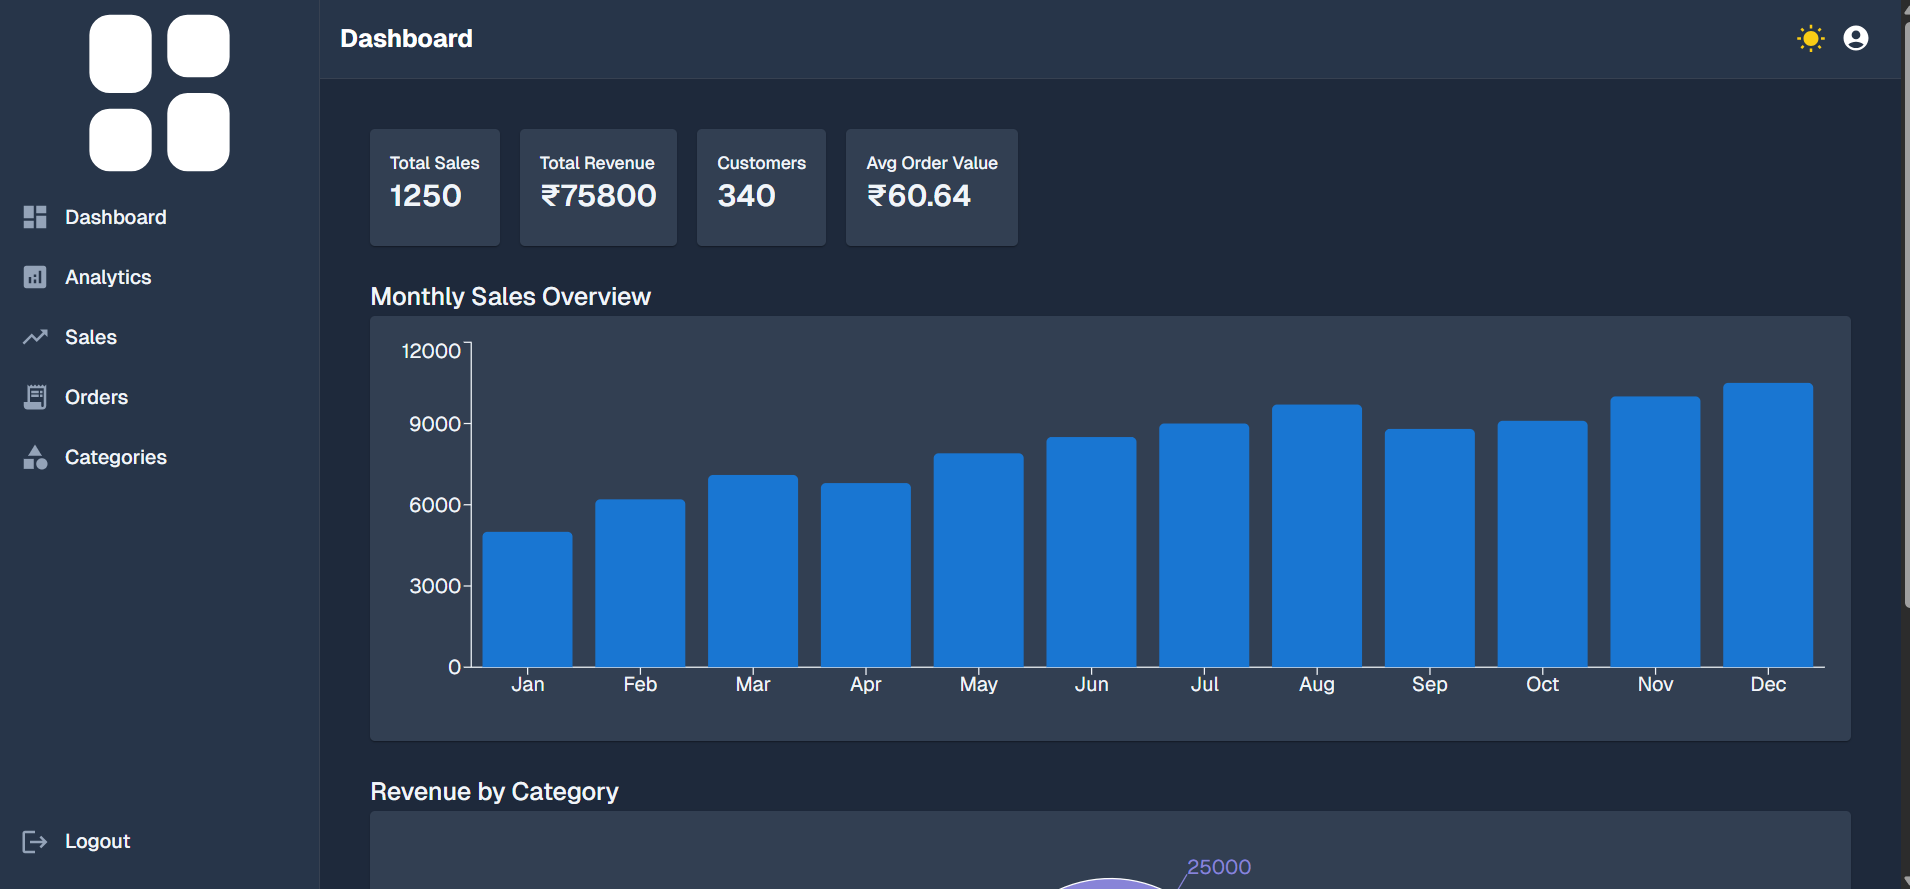 Dashboard
Analytics
Sales
Orders
Categories
Logout
Dashboard
Total Sales
1250
Total Revenue
₹75800
Customers
340
Avg Order Value
₹60.64
Monthly Sales Overview
12000
9000
6000
3000
0
Jan Feb Mar Apr May Jun Jul Aug Sep Oct Nov Dec
Revenue by Category
25000